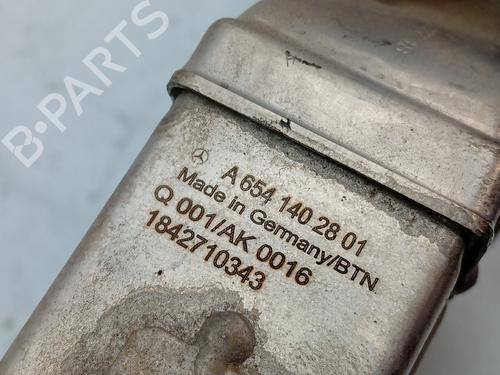 B-PARTS
A 654 140 28 01
Made in Germany/BTN
Q 001/AK 0016
1842710343